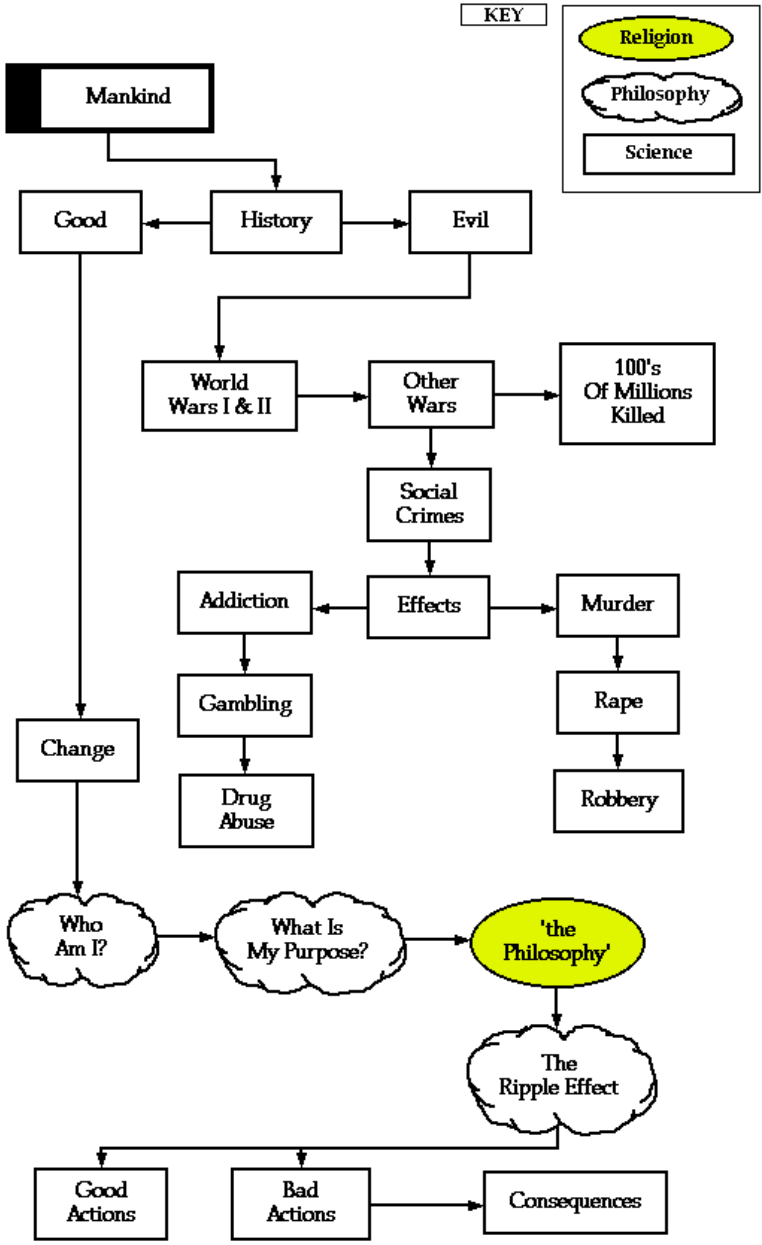 KEY
Religion
Philosophy
Science
Mankind
Good
History
Evil
World
Wars I & II
Other
Wars
100's
Of Millions
Killed
Social
Crimes
Addiction
Effects
Murder
Gambling
Rape
Change
Drug
Abuse
Robbery
Who
Am I?
What Is
My Purpose?
'the
Philosophy'
The
Ripple Effect
Good
Actions
Bad
Actions
Consequences